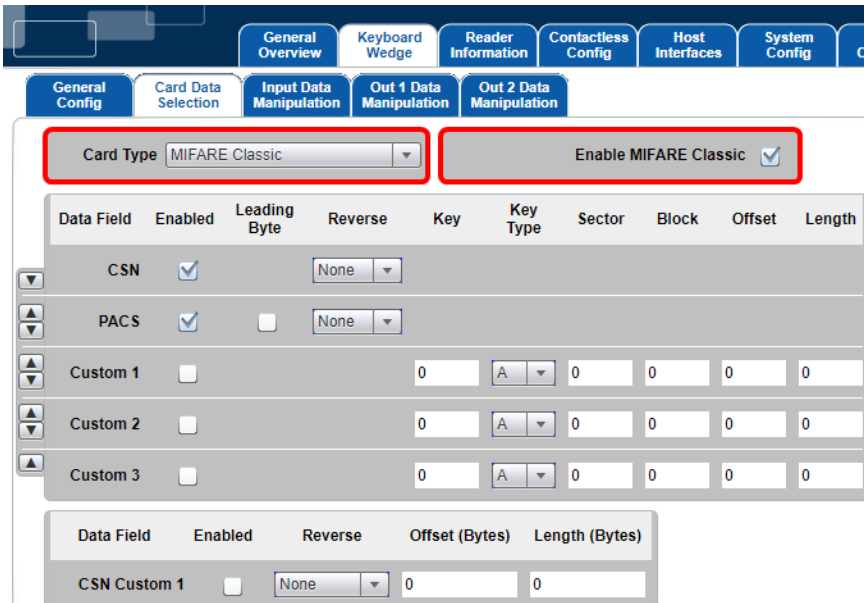 General Overview Keyboard Wedge Reader Information Contactless Config Host Interfaces System Config
General Config Card Data Selection Input Data Manipulation Out 1 Data Manipulation Out 2 Data Manipulation
Card Type MIFARE Classic Enable MIFARE Classic
Data Field Enabled Leading Byte Reverse Key Key Type Sector Block Offset Length
CSN None
PACS None
Custom 1 0 A 0 0 0 0
Custom 2 0 A 0 0 0 0
Custom 3 0 A 0 0 0 0
Data Field Enabled Reverse Offset (Bytes) Length (Bytes)
CSN Custom 1 None 0 0